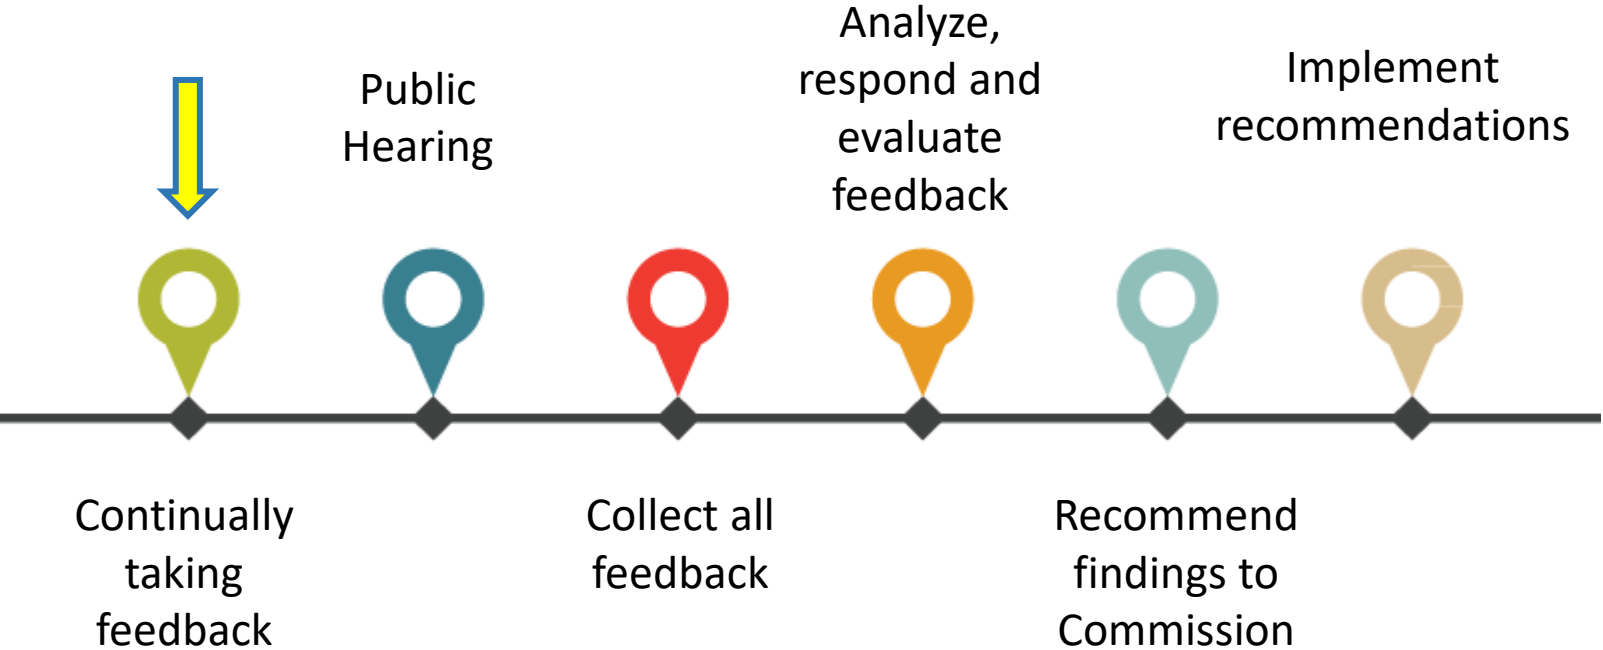 Continually
taking
feedback
Public
Hearing
Collect all
feedback
Analyze,
respond and
evaluate
feedback
Recommend
findings to
Commission
Implement
recommendations